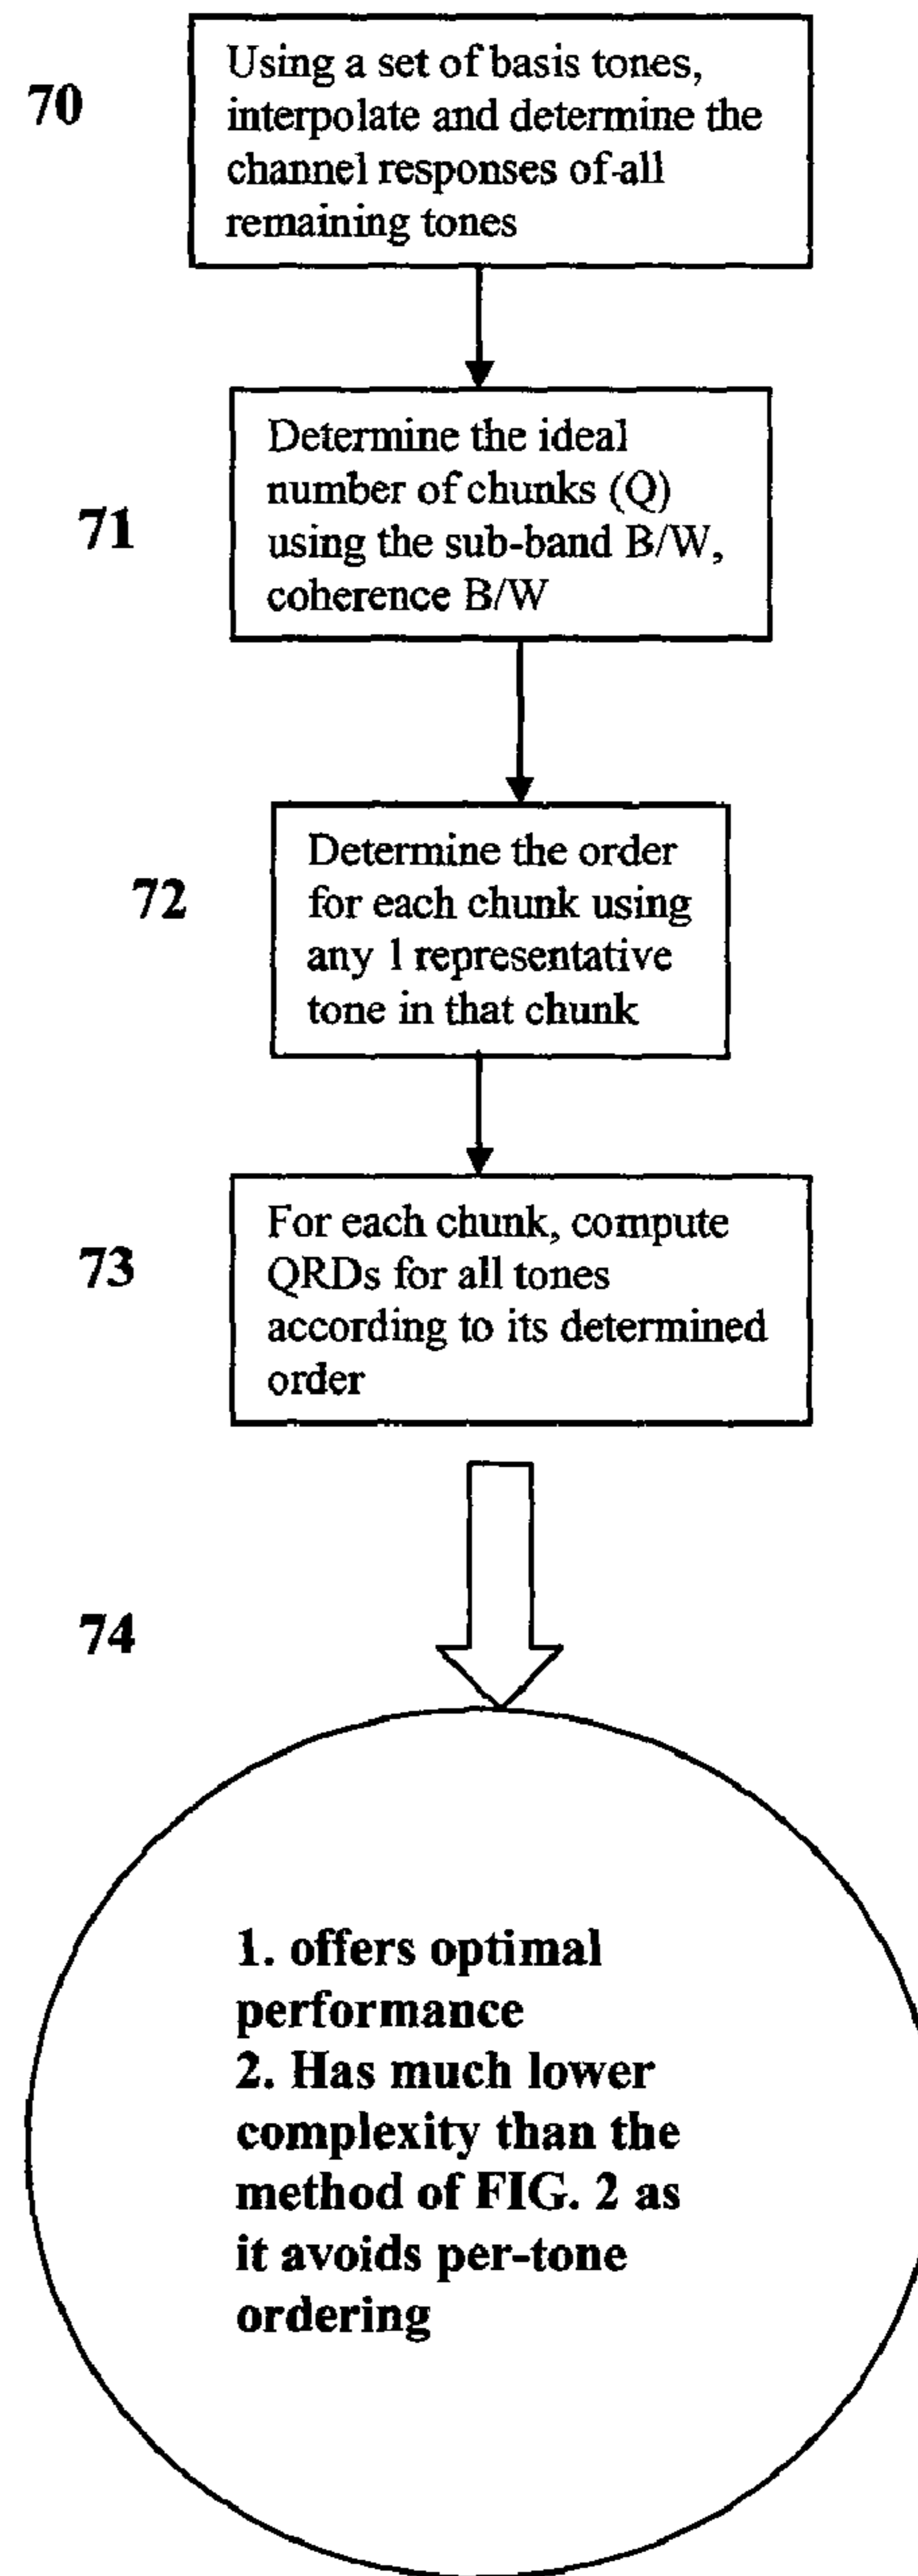 70
Using a set of basis tones,
interpolate and determine the
channel responses of all
remaining tones
71
Determine the ideal
number of chunks (Q)
using the sub-band B/W,
coherence B/W
72
Determine the order
for each chunk using
any 1 representative
tone in that chunk
73
For each chunk, compute
QRDs for all tones
according to its determined
order
74
1. offers optimal
performance
2. Has much lower
complexity than the
method of FIG. 2 as
it avoids per-tone
ordering